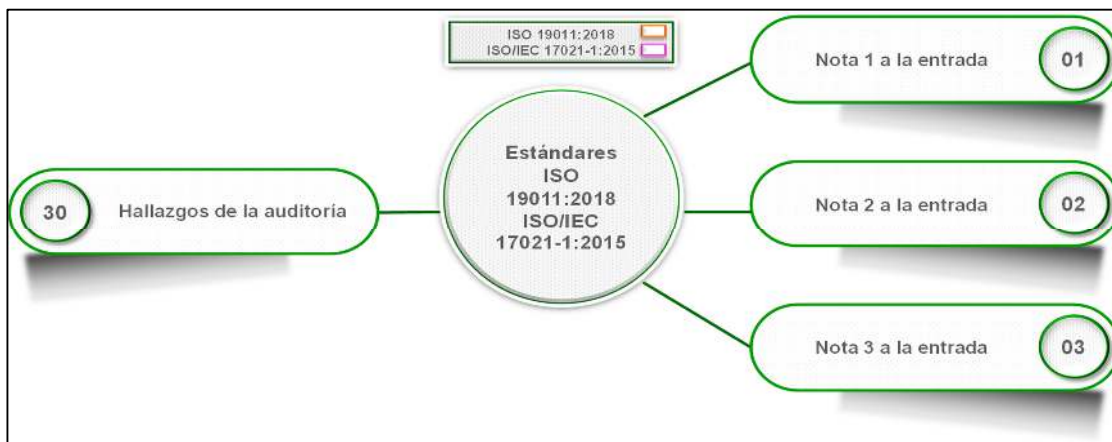 ISO 19011:2018
ISO/IEC 17021-1:2015
Nota 1 a la entrada
01
Estándares
ISO
19011:2018
ISO/IEC
17021-1:2015
30
Hallazgos de la auditoría
Nota 2 a la entrada
02
Nota 3 a la entrada
03